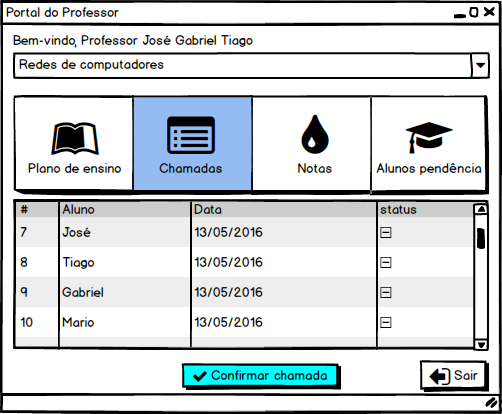 Portal do Professor
Bem-vindo, Professor José Gabriel Tiago
Redes de computadores
Plano de ensino Chamadas Notas Alunos pendência
# Aluno Data status
7 José 13/05/2016
8 Tiago 13/05/2016
9 Gabriel 13/05/2016
10 Mario 13/05/2016
Confirmar chamada Sair